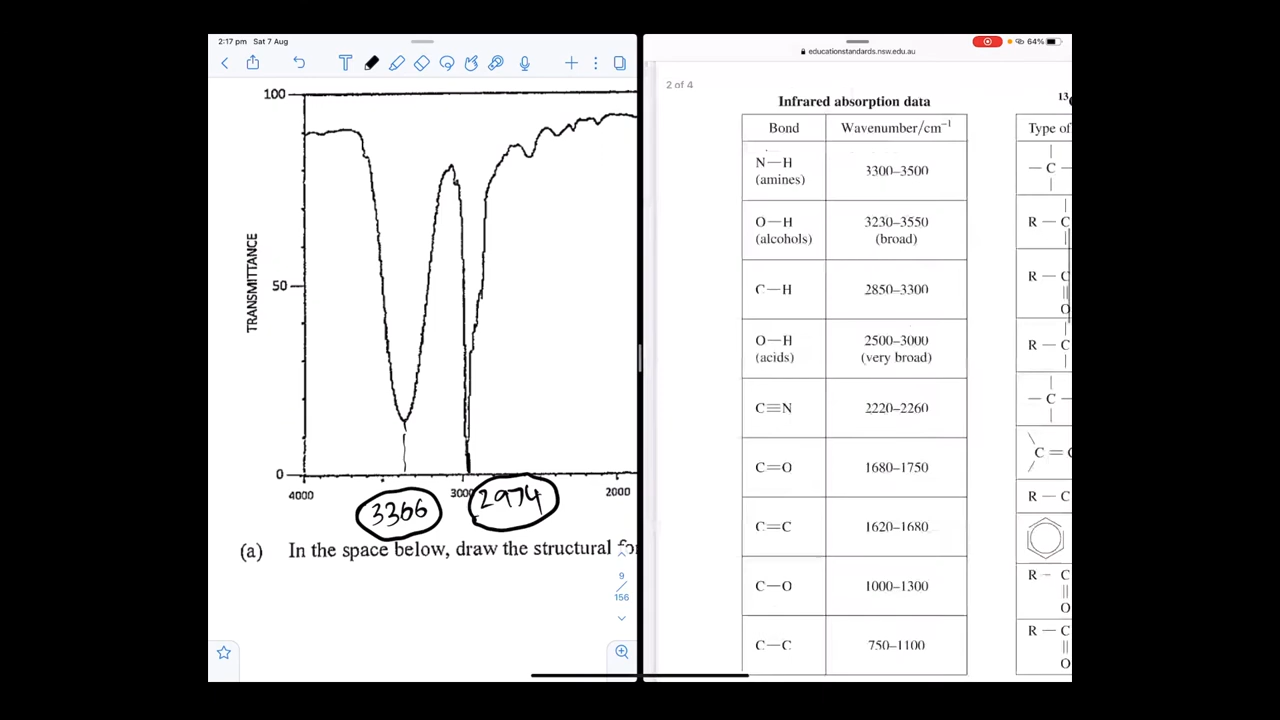 2:17 pm Sat 7 Aug
100
50
0
TRANSMITTANCE
4000
3000
2000
3366
2974
(a) In the space below, draw the structural
9
156
educationstandards.nsw.edu.au
64%
2 of 4
Infrared absorption data
Bond Wavenumber/cm⁻¹
N—H
(amines)
3300–3500
O—H
(alcohols)
3230–3550
(broad)
C—H 2850–3300
O—H
(acids)
2500–3000
(very broad)
C≡N 2220–2260
C=O 1680–1750
C=C 1620–1680
C—O 1000–1300
C—C 750–1100
13
Type of
— C —
R — C
R — C
O
R — C
— C —
C =
R — C
R — C
O
R — C
O